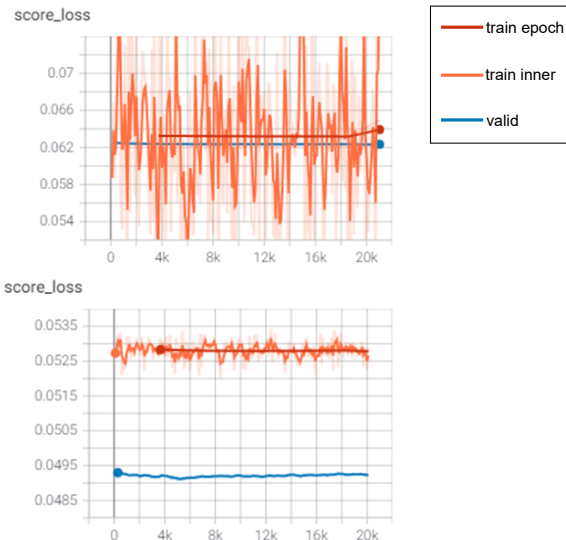 score_loss
train epoch
train inner
valid
0.07
0.066
0.062
0.058
0.054
0 4k 8k 12k 16k 20k
score_loss
0.0535
0.0525
0.0515
0.0505
0.0495
0.0485
0 4k 8k 12k 16k 20k